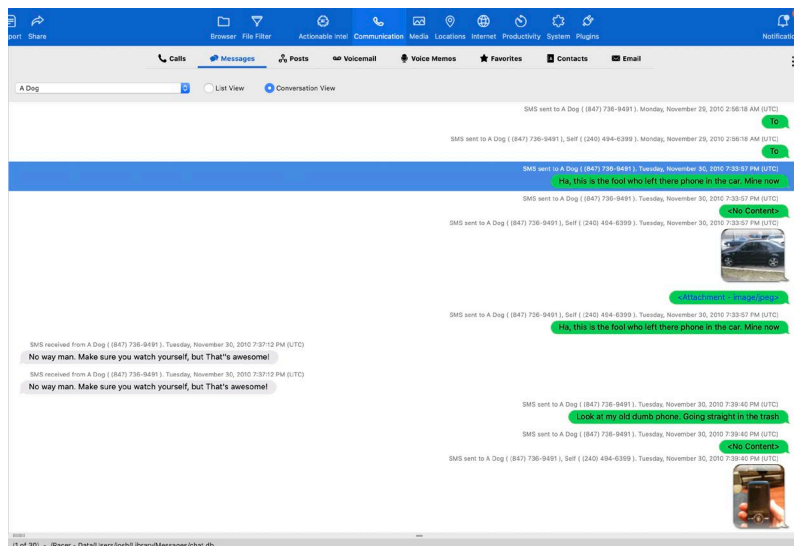 port Share Browser File Filter Actionable Intel Communication Media Locations Internet Productivity System Plugins Notificatio
Calls Messages Posts Voicemail Voice Memos Favorites Contacts Email
A Dog List View Conversation View
SMS sent to A Dog ( (847) 736-9491 ). Monday, November 29, 2010 2:56:18 AM (UTC)
To
SMS sent to A Dog ( (847) 736-9491 ), Self ( (240) 494-6399 ). Monday, November 29, 2010 2:56:18 AM (UTC)
To
SMS sent to A Dog ( (847) 736-9491 ). Tuesday, November 30, 2010 7:33:57 PM (UTC)
Ha, this is the fool who left there phone in the car. Mine now
SMS sent to A Dog ( (847) 736-9491 ). Tuesday, November 30, 2010 7:33:57 PM (UTC)
<No Content>
SMS sent to A Dog ( (847) 736-9491 ), Self ( (240) 494-6399 ). Tuesday, November 30, 2010 7:33:57 PM (UTC)
<Attachment - image/jpeg>
SMS sent to A Dog ( (847) 736-9491 ), Self ( (240) 494-6399 ). Tuesday, November 30, 2010 7:33:57 PM (UTC)
Ha, this is the fool who left there phone in the car. Mine now
SMS received from A Dog ( (847) 736-9491 ). Tuesday, November 30, 2010 7:37:12 PM (UTC)
No way man. Make sure you watch yourself, but That''s awesome!
SMS received from A Dog ( (847) 736-9491 ). Tuesday, November 30, 2010 7:37:12 PM (UTC)
No way man. Make sure you watch yourself, but That's awesome!
SMS sent to A Dog ( (847) 736-9491 ). Tuesday, November 30, 2010 7:39:40 PM (UTC)
Look at my old dumb phone. Going straight in the trash
SMS sent to A Dog ( (847) 736-9491 ). Tuesday, November 30, 2010 7:39:40 PM (UTC)
<No Content>
SMS sent to A Dog ( (847) 736-9491 ), Self ( (240) 494-6399 ). Tuesday, November 30, 2010 7:39:40 PM (UTC)
(1 of 30) - /Racer - Data/Users/josh/Library/Messages/chat.db